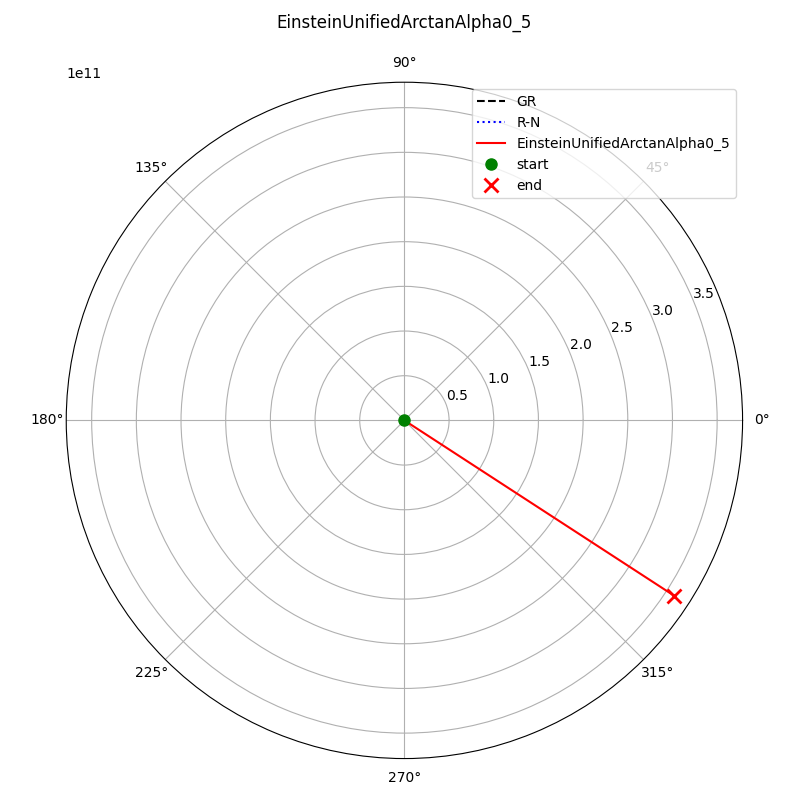 EinsteinUnifiedArctanAlpha0_5
1e11
90°
GR
R-N
EinsteinUnifiedArctanAlpha0_5
start
end
135°
45°
3.5
3.0
2.5
2.0
1.5
1.0
0.5
180°
0°
225°
315°
270°